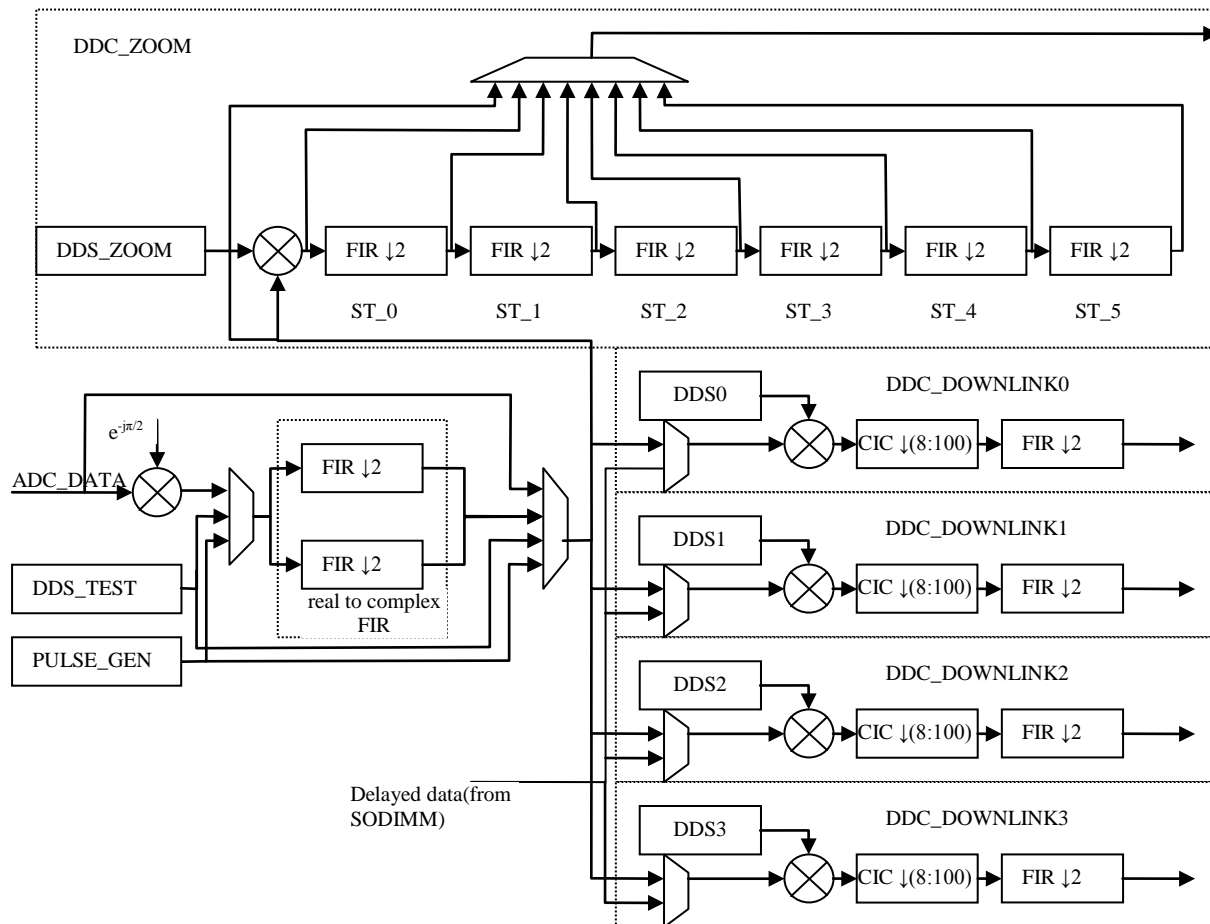 DDC_ZOOM
DDS_ZOOM
FIR ↓2
FIR ↓2
FIR ↓2
FIR ↓2
FIR ↓2
FIR ↓2
ST_0
ST_1
ST_2
ST_3
ST_4
ST_5
e^{-jπ/2}
ADC_DATA
DDS_TEST
PULSE_GEN
FIR ↓2
FIR ↓2
real to complex
FIR
DDS0
DDC_DOWNLINK0
CIC ↓(8:100)
FIR ↓2
DDS1
DDC_DOWNLINK1
CIC ↓(8:100)
FIR ↓2
DDS2
DDC_DOWNLINK2
CIC ↓(8:100)
FIR ↓2
Delayed data(from
SODIMM)
DDS3
DDC_DOWNLINK3
CIC ↓(8:100)
FIR ↓2